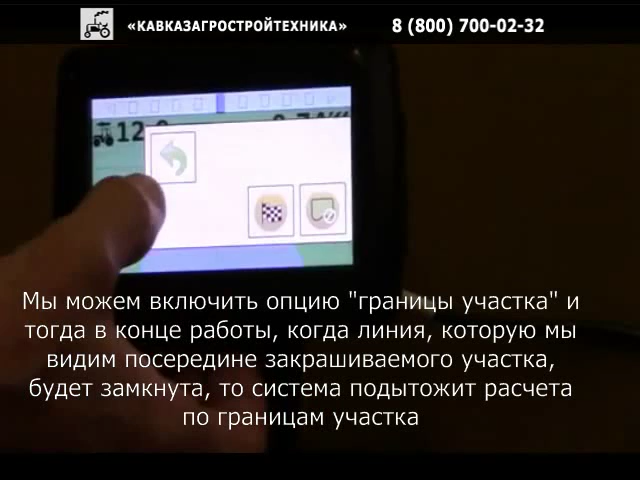 «КАВКАЗАГРОСТРОЙТЕХНИКА» 8 (800) 700-02-32
Мы можем включить опцию "границы участка" и
тогда в конце работы, когда линия, которую мы
видим посередине закрашиваемого участка,
будет замкнута, то система подытожит расчета
по границам участка